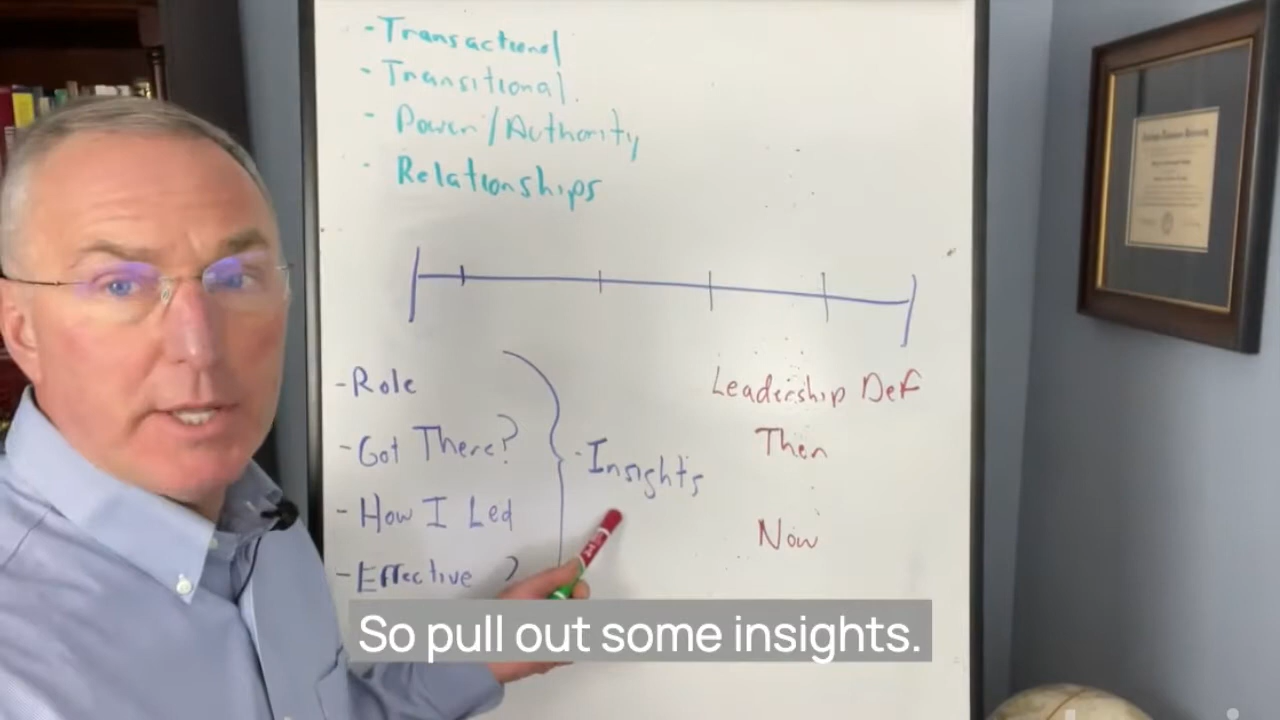 - Transactional
- Transitional
- Power/Authority
- Relationships
- Role
- Got There?
- How I Led
- Effective ?
- Insights
Leadership Def
Then
Now
So pull out some insights.